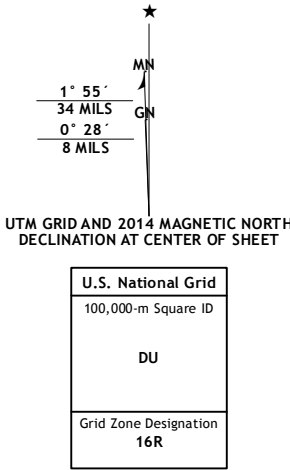 ★
MN
1° 55´
34 MILS
GN
0° 28´
8 MILS
UTM GRID AND 2014 MAGNETIC NORTH
DECLINATION AT CENTER OF SHEET
U.S. National Grid
100,000-m Square ID
DU
Grid Zone Designation
16R